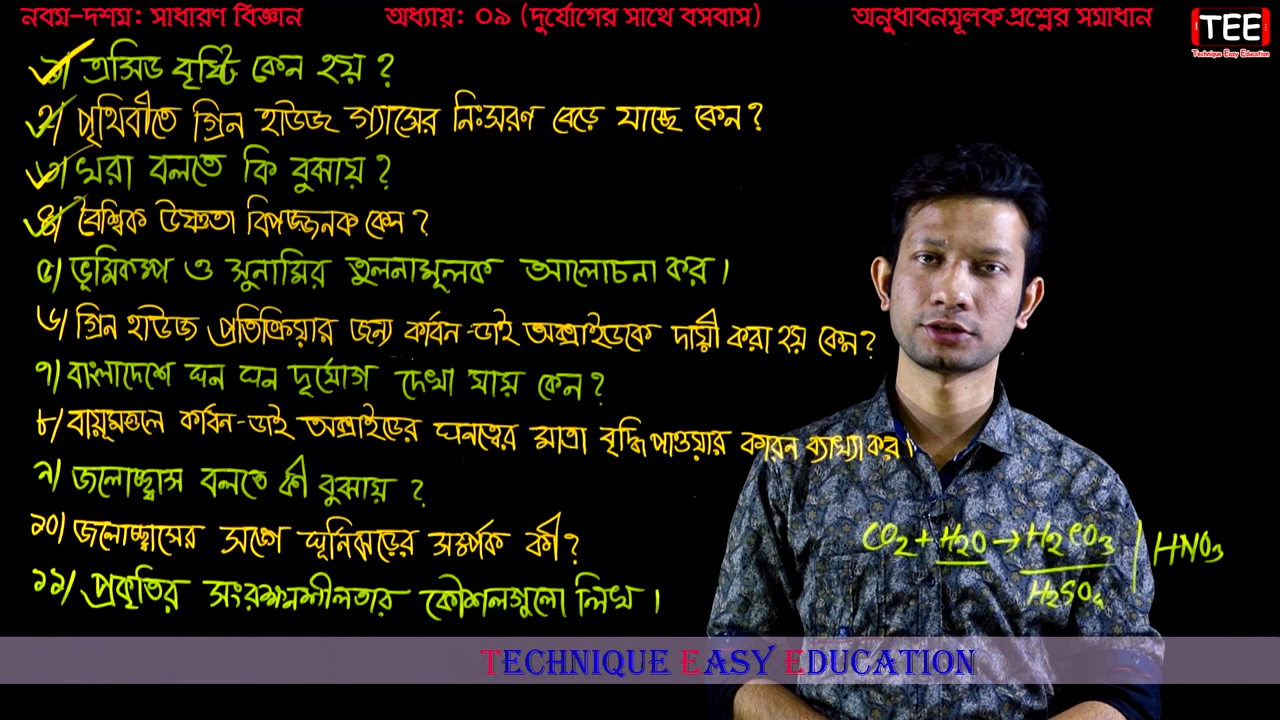 নবম-দশম: সাধারণ বিজ্ঞান অধ্যায়: ০৯ (দুর্যোগের সাথে বসবাস) অনুধাবনমূলক প্রশ্নের সমাধান
TEE
Technique Easy Education
১) এসিড বৃষ্টি কেন হয় ?
২) পৃথিবীতে গ্রিন হাউজ গ্যাসের নিঃসরণ বেড়ে যাচ্ছে কেন ?
৩) খরা বলতে কি বুঝায় ?
৪) বৈশ্বিক উষ্ণতা বিপজ্জনক কেন ?
৫) ভূমিকম্প ও সুনামির তুলনামূলক আলোচনা কর ।
৬) গ্রিন হাউজ প্রতিক্রিয়ার জন্য কার্বন-ডাই অক্সাইডকে দায়ী করা হয় কেন ?
৭) বাংলাদেশে ঘন ঘন দূর্যোগ দেখা যায় কেন ?
৮) বায়ূমণ্ডলে কার্বন-ডাই অক্সাইডের ঘনত্বের মাত্রা বৃদ্ধি পাওয়ার কারন ব্যাখ্যা কর ।
৯) জলোচ্ছ্বাস বলতে কী বুঝায় ?
CO2 + H2O → H2CO3 | HNO3
H2SO4
১০) জলোচ্ছ্বাসের সঙ্গে ঘূর্নিঝড়ের সর্ম্পক কী ?
১১) প্রকৃতির সংরক্ষণশীলতার কৌশলগুলো লিখ ।
TECHNIQUE EASY EDUCATION